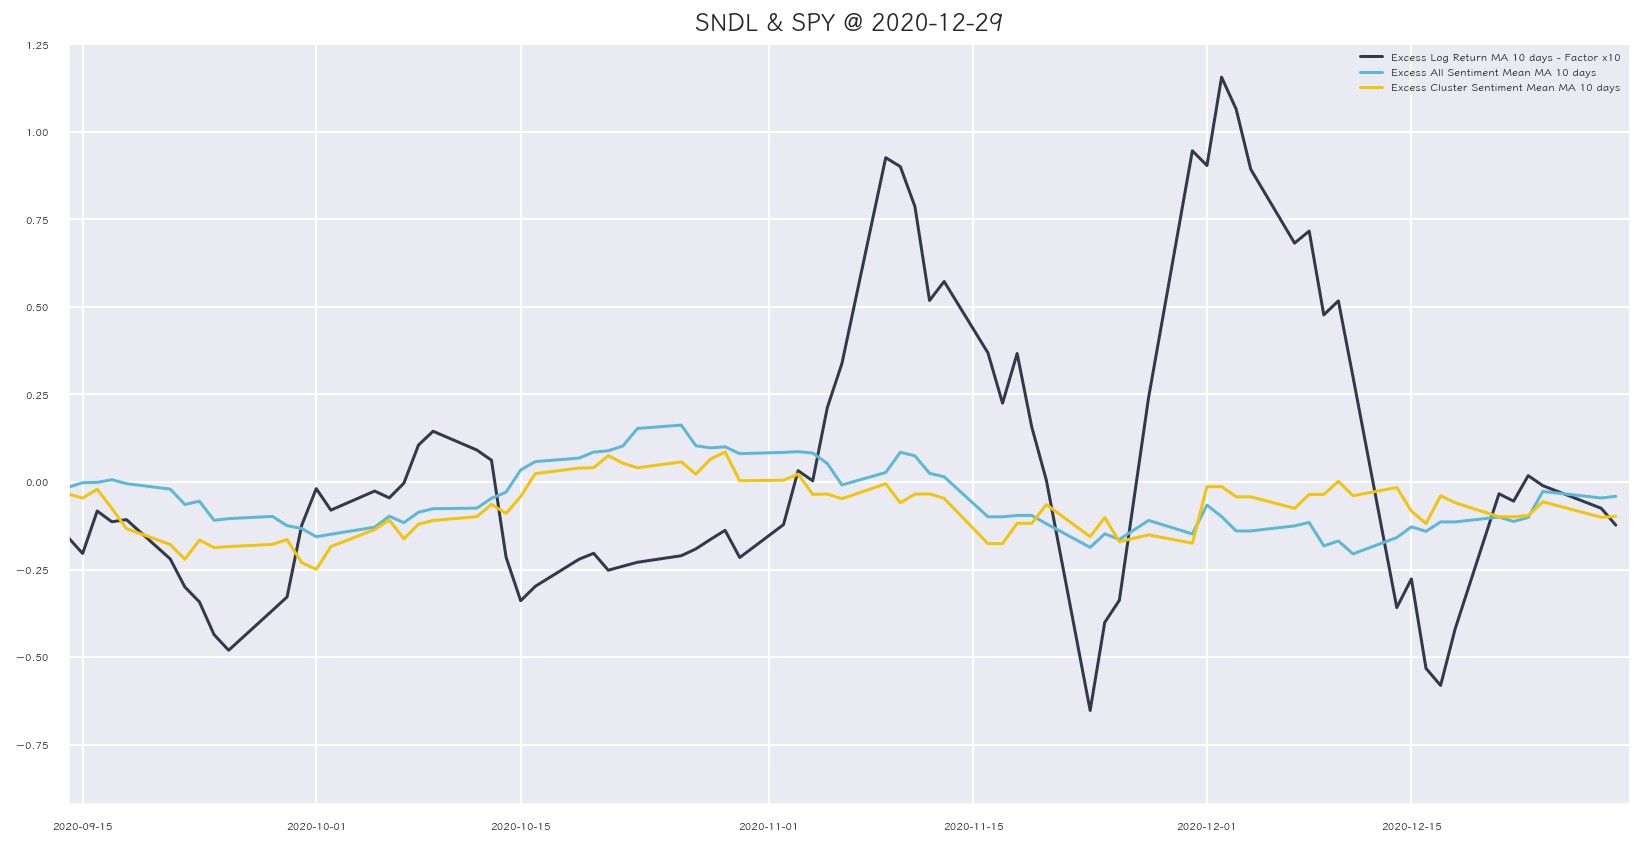 SNDL & SPY @ 2020-12-29
Excess Log Return MA 10 days - Factor x10
Excess All Sentiment Mean MA 10 days
Excess Cluster Sentiment Mean MA 10 days
1.25
1.00
0.75
0.50
0.25
0.00
−0.25
−0.50
−0.75
2020-09-15 2020-10-01 2020-10-15 2020-11-01 2020-11-15 2020-12-01 2020-12-15